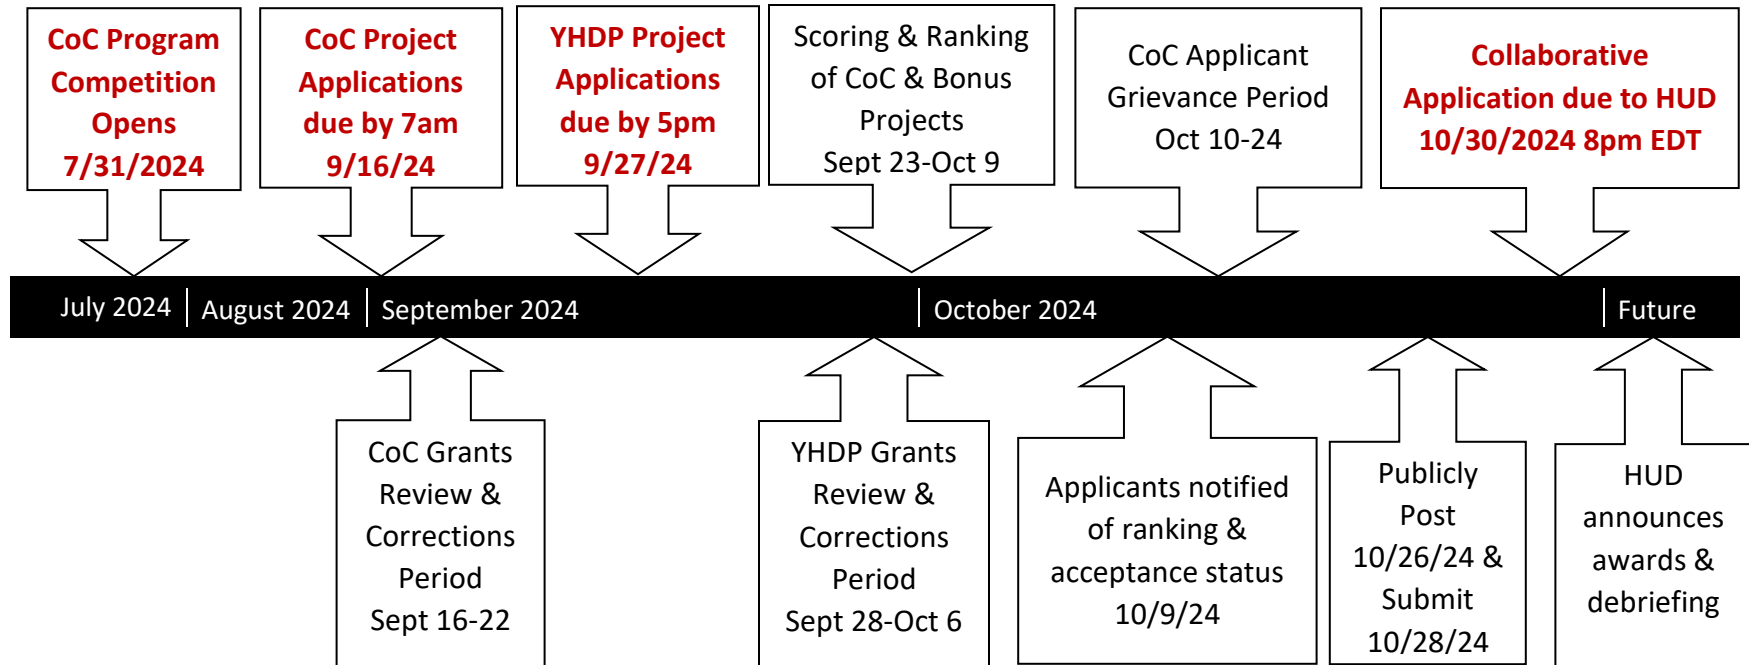 CoC Program
Competition
Opens
7/31/2024
CoC Project
Applications
due by 7am
9/16/24
YHDP Project
Applications
due by 5pm
9/27/24
Scoring & Ranking
of CoC & Bonus
Projects
Sept 23-Oct 9
CoC Applicant
Grievance Period
Oct 10-24
Collaborative
Application due to HUD
10/30/2024 8pm EDT
July 2024
August 2024
September 2024
October 2024
Future
CoC Grants
Review &
Corrections
Period
Sept 16-22
YHDP Grants
Review &
Corrections
Period
Sept 28-Oct 6
Applicants notified
of ranking &
acceptance status
10/9/24
Publicly
Post
10/26/24 &
Submit
10/28/24
HUD
announces
awards &
debriefing